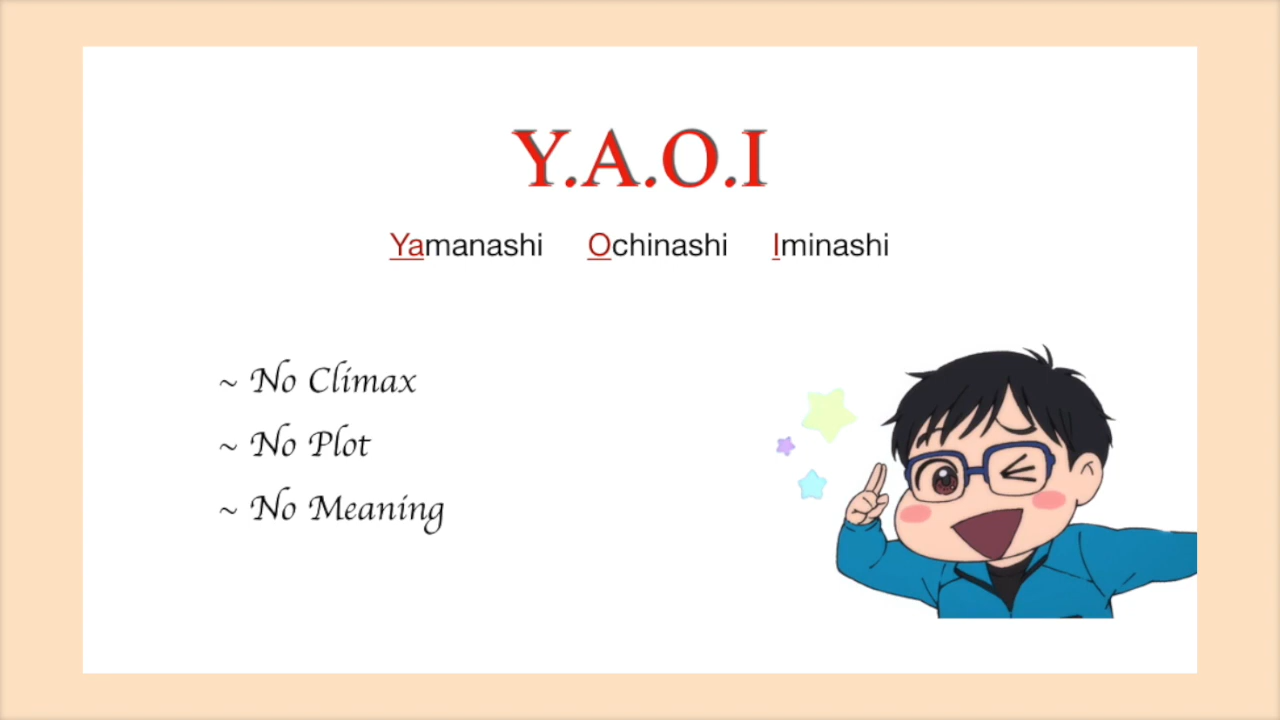 Y.A.O.I
Yamanashi Ochinashi Iminashi
~ No Climax
~ No Plot
~ No Meaning